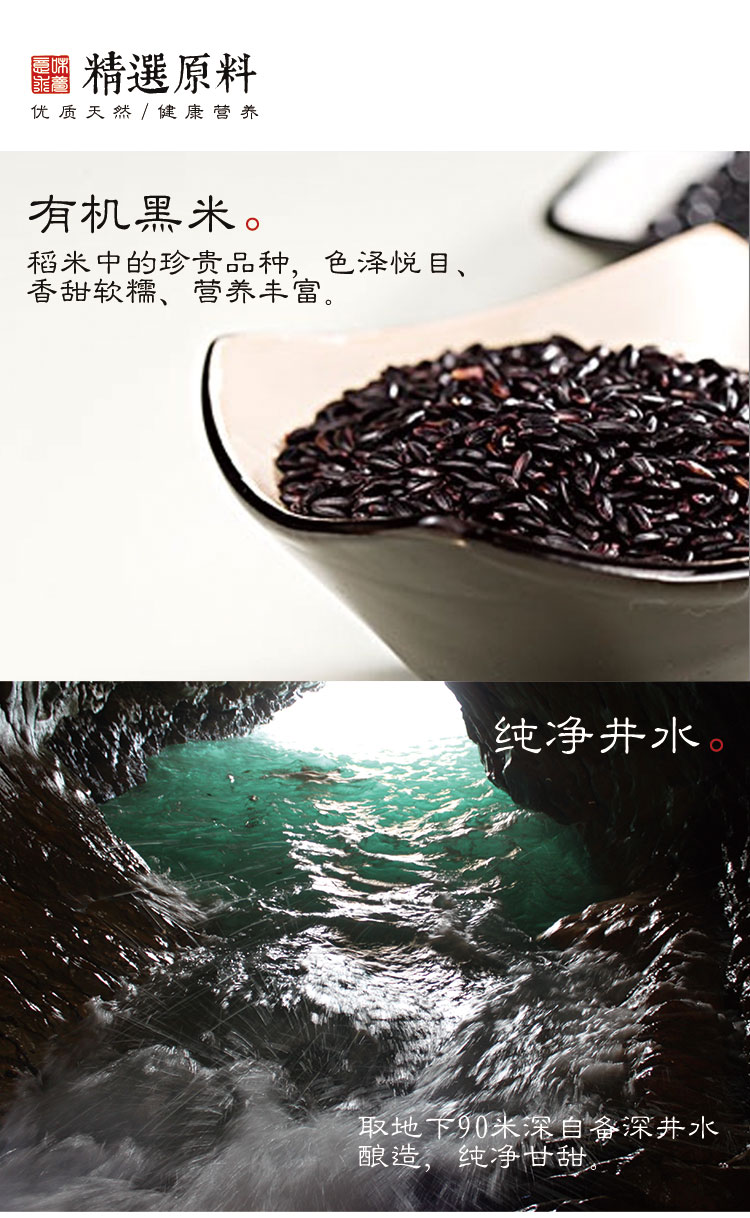 精選原料
优质天然/健康营养
有机黑米。
稻米中的珍贵品种，色泽悦目、
香甜软糯、营养丰富。
纯净井水。
取地下90米深自备深井水
酿造，纯净甘甜。